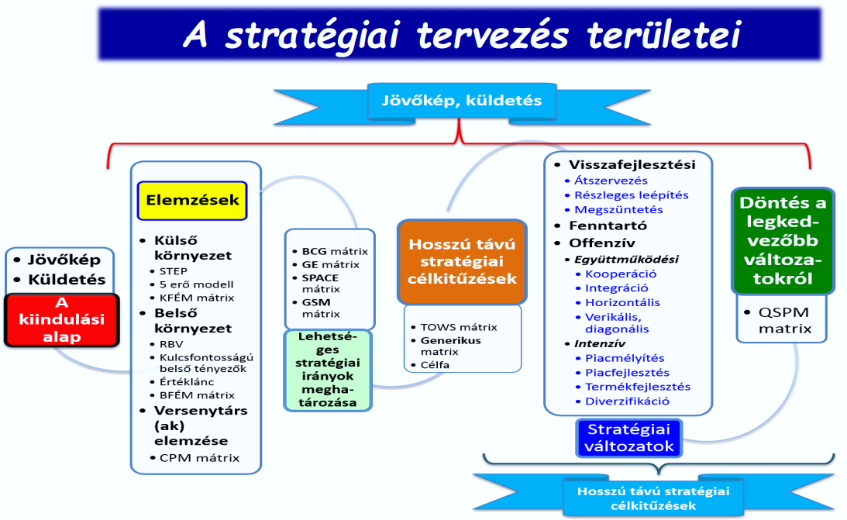 A stratégiai tervezés területei
Jövőkép, küldetés
• Jövőkép
• Küldetés
A
kiindulási
alap
Elemzések
• Külső
környezet
• STEP
• 5 erő modell
• KFÉM mátrix
• Belső
környezet
• RBV
• Kulcsfontosságú
belső tényezők
• Értéklánc
• BFÉM mátrix
• Versenytárs
(ak)
elemzése
• CPM mátrix
• BCG mátrix
• GE mátrix
• SPACE
mátrix
• GSM
mátrix
Lehetsé-
ges
stratégiai
irányok
megha-
tározása
Hosszú távú
stratégiai
célkitűzések
• TOWS mátrix
• Generikus
matrix
• Célfa
• Visszafejlesztési
• Átszervezés
• Részleges leépítés
• Megszüntetés
• Fenntartó
• Offenzív
• Együttműködési
• Kooperáció
• Integráció
• Horizontális
• Verikális,
diagonális
• Intenzív
• Piacmélyítés
• Piacfejlesztés
• Termékfejlesztés
• Diverzifikáció
Stratégiai
változatok
Döntés a
legked-
vezőbb
változa-
tokról
• QSPM
matrix
Hosszú távú stratégiai
célkitűzések